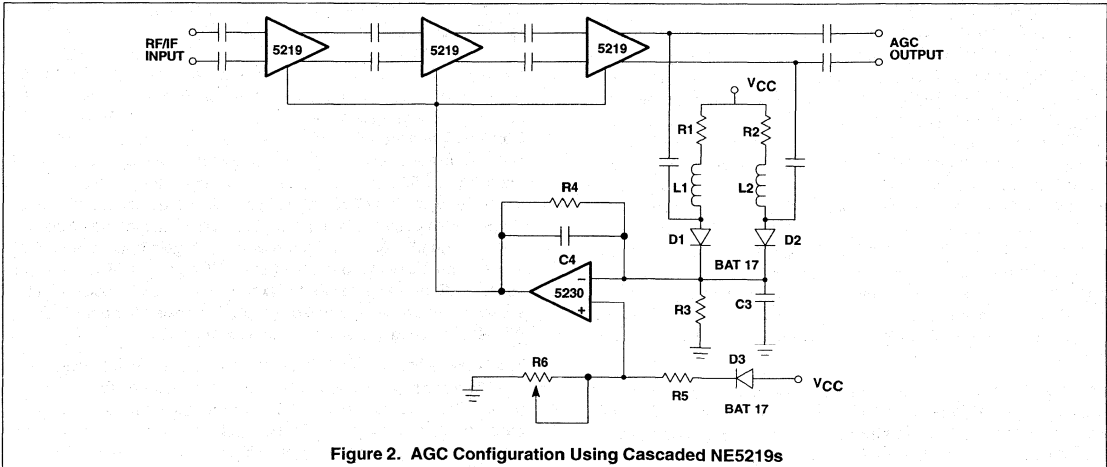 RF/IF
INPUT
5219
5219
5219
AGC
OUTPUT
VCC
R1
R2
L1
L2
R4
D1
D2
C4
BAT 17
5230
−
+
R3
C3
R6
D3
R5
VCC
BAT 17
Figure 2. AGC Configuration Using Cascaded NE5219s